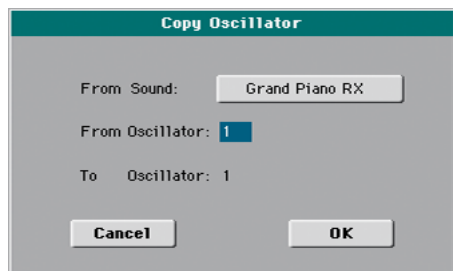 Copy Oscillator
From Sound: Grand Piano RX
From Oscillator: 1
To Oscillator: 1
Cancel OK